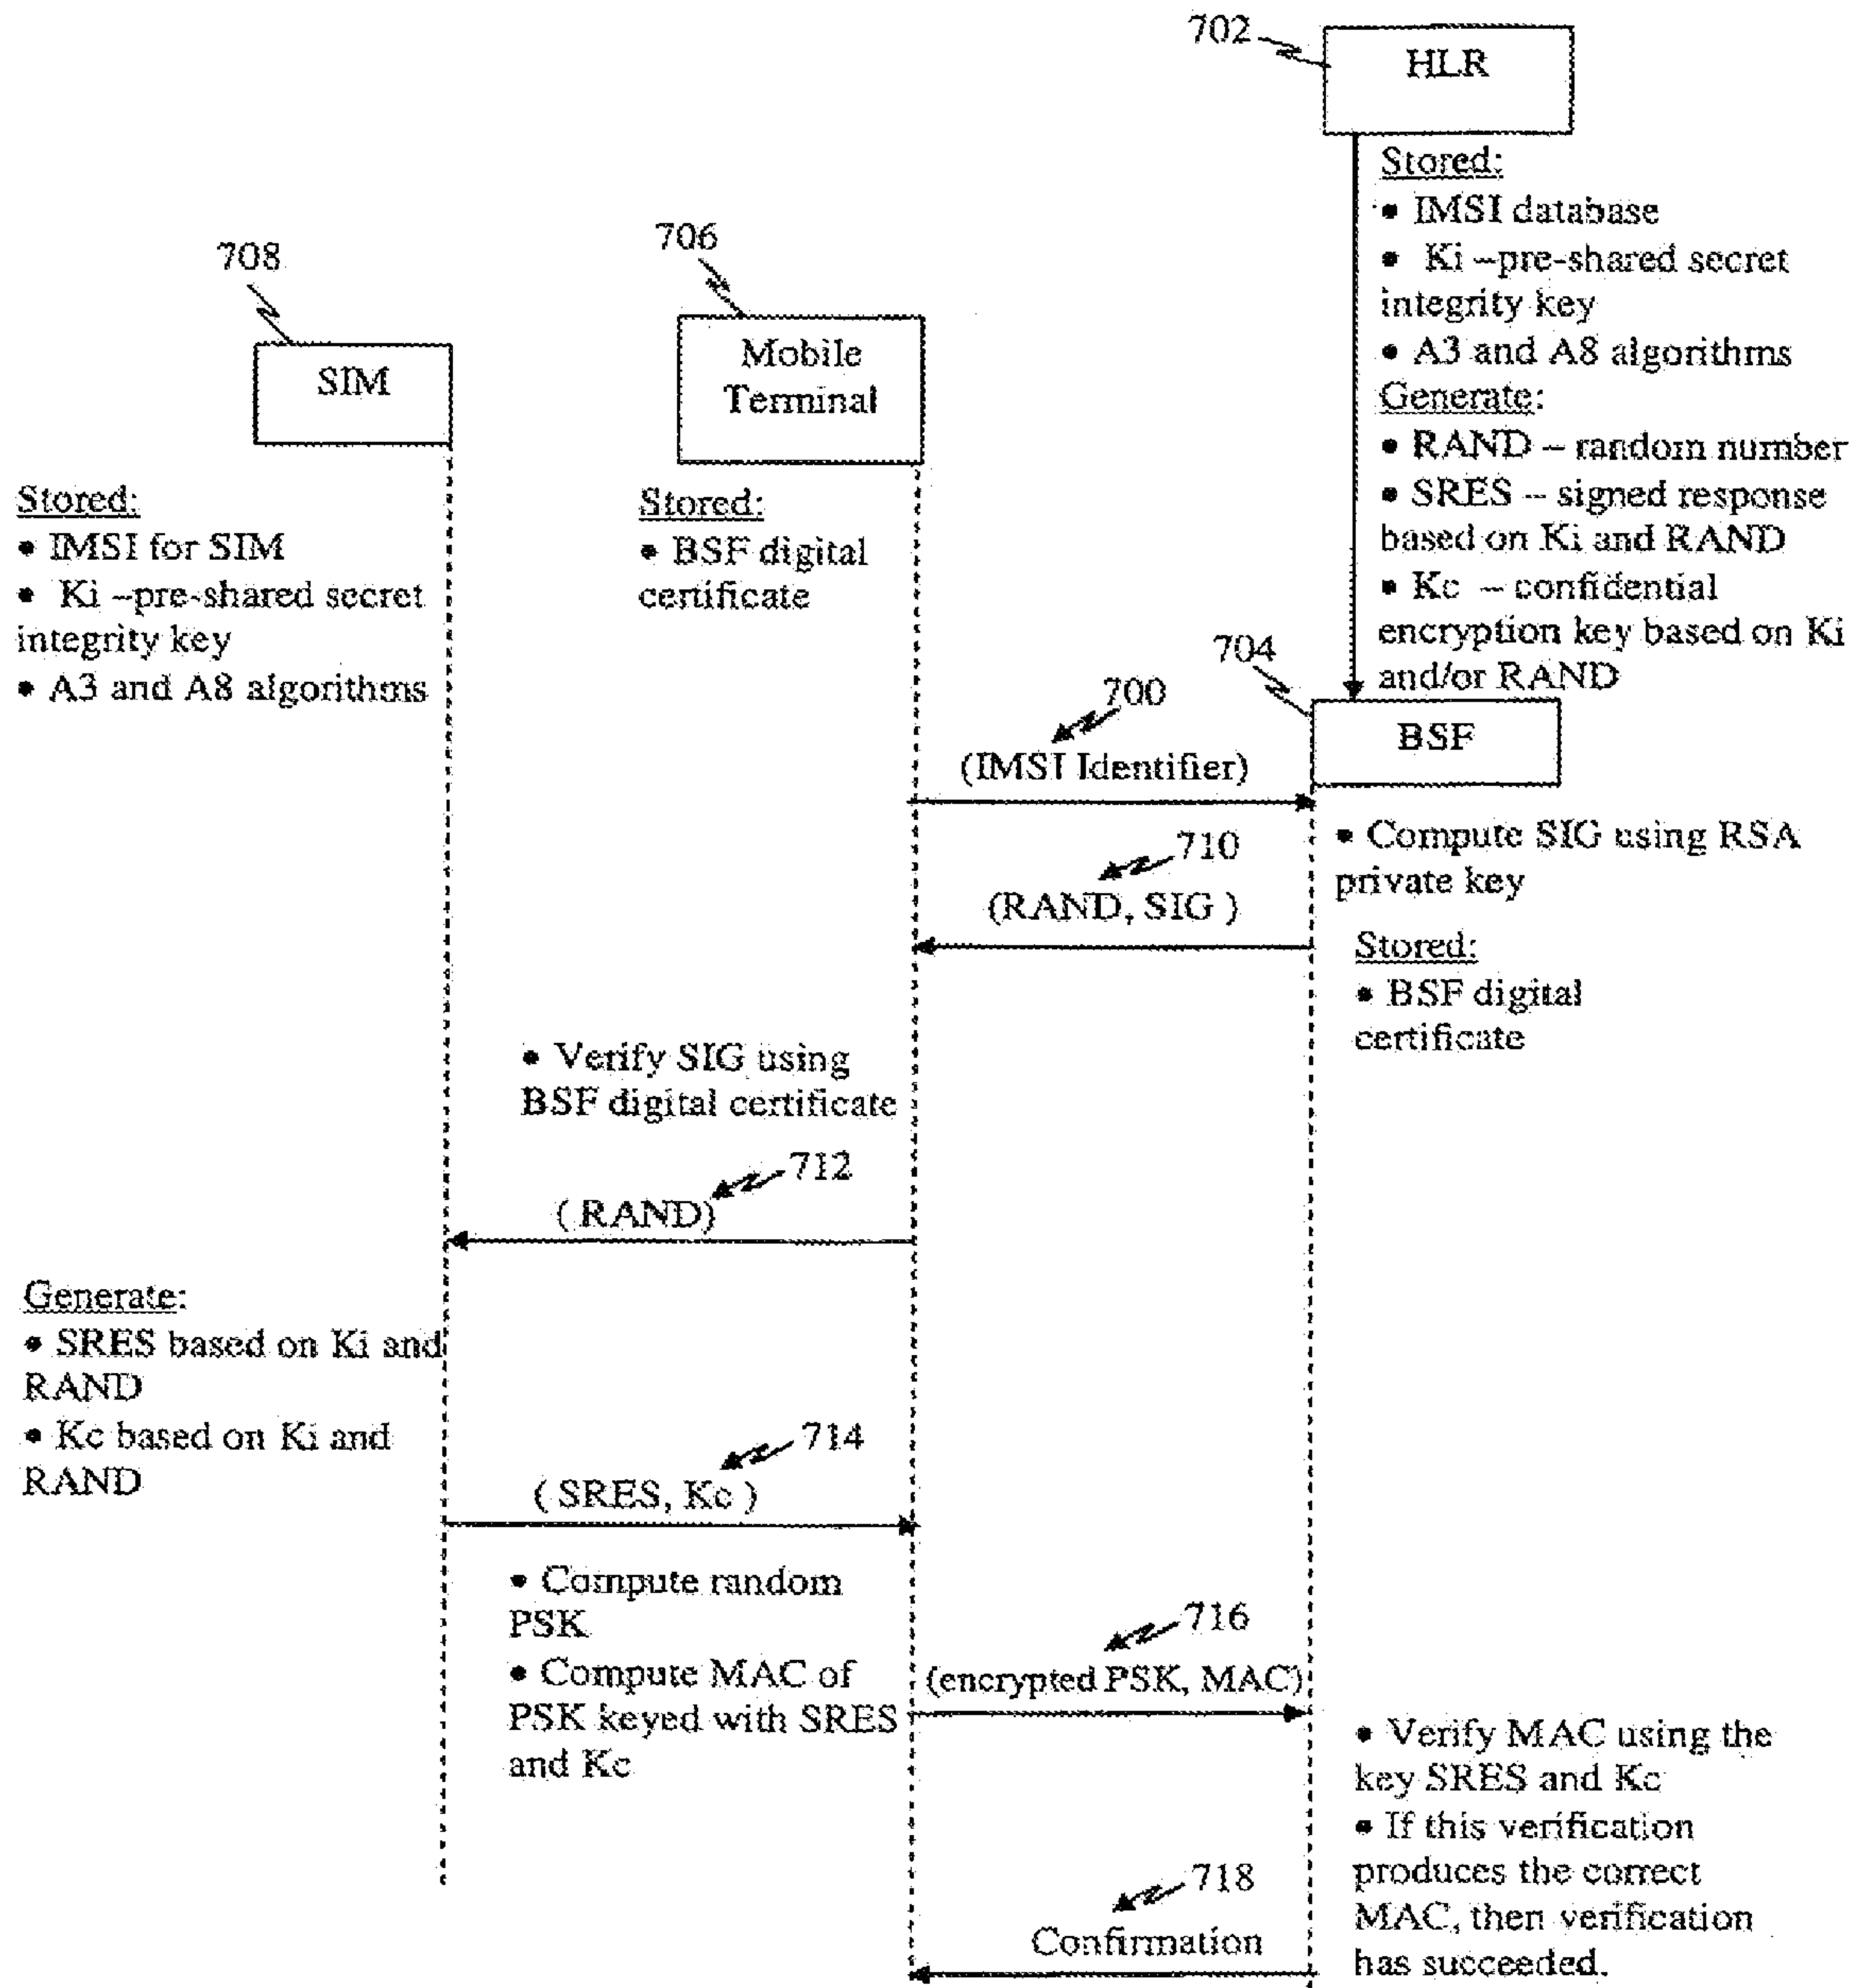 702
HLR
Stored:
• IMSI database
• Ki –pre-shared secret
integrity key
• A3 and A8 algorithms
Generate:
• RAND – random number
• SRES – signed response
based on Ki and RAND
• Kc – confidential
encryption key based on Ki
and/or RAND
708
SIM
706
Mobile
Terminal
Stored:
• IMSI for SIM
• Ki –pre-shared secret
integrity key
• A3 and A8 algorithms
Stored:
• BSF digital
certificate
704
BSF
700
(IMSI Identifier)
• Compute SIG using RSA
private key
710
(RAND, SIG )
Stored:
• BSF digital
certificate
• Verify SIG using
BSF digital certificate
712
( RAND)
Generate:
• SRES based on Ki and
RAND
• Kc based on Ki and
RAND
714
( SRES, Kc )
• Compute random
PSK
• Compute MAC of
PSK keyed with SRES
and Kc
716
(encrypted PSK, MAC)
• Verify MAC using the
key SRES and Kc
• If this verification
produces the correct
MAC, then verification
has succeeded.
718
Confirmation